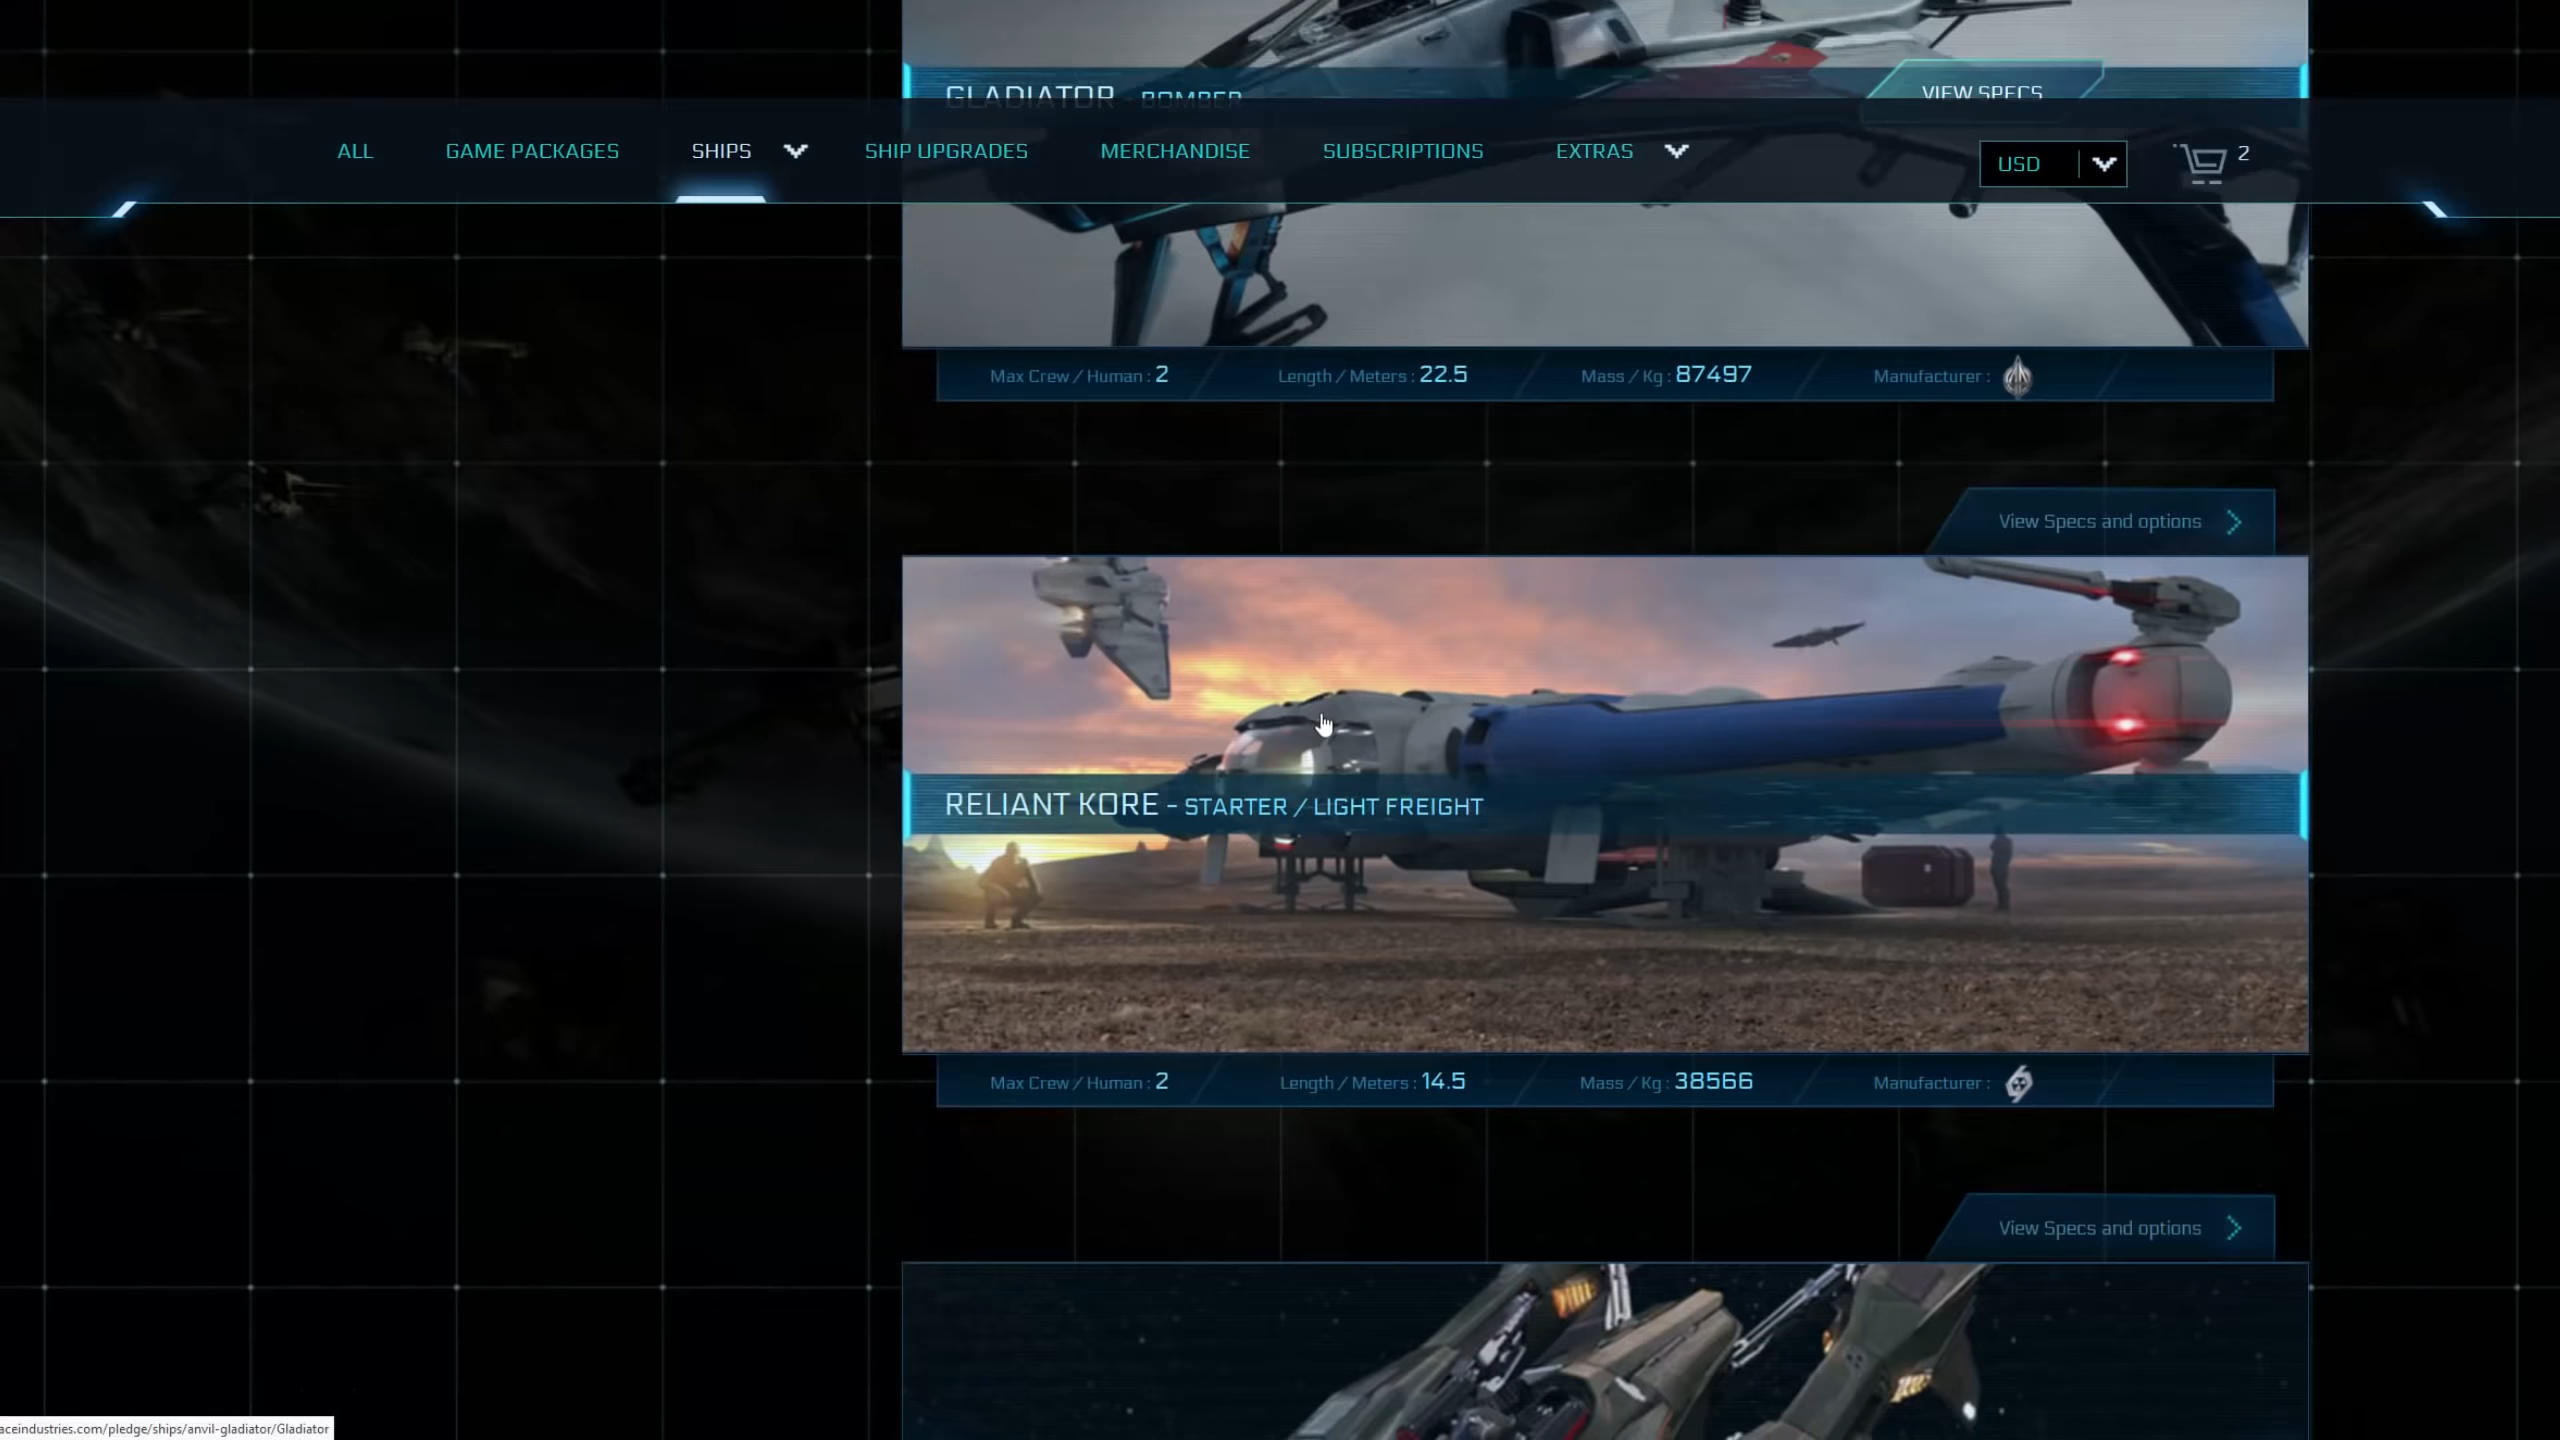 GLADIATOR - BOMBER
VIEW SPECS
ALL
GAME PACKAGES
SHIPS
SHIP UPGRADES
MERCHANDISE
SUBSCRIPTIONS
EXTRAS
USD
2
Max Crew / Human : 2
Length / Meters : 22.5
Mass / Kg : 87497
Manufacturer :
View Specs and options
RELIANT KORE - STARTER / LIGHT FREIGHT
Max Crew / Human : 2
Length / Meters : 14.5
Mass / Kg : 38566
Manufacturer :
View Specs and options
aceindustries.com/pledge/ships/anvil-gladiator/Gladiator